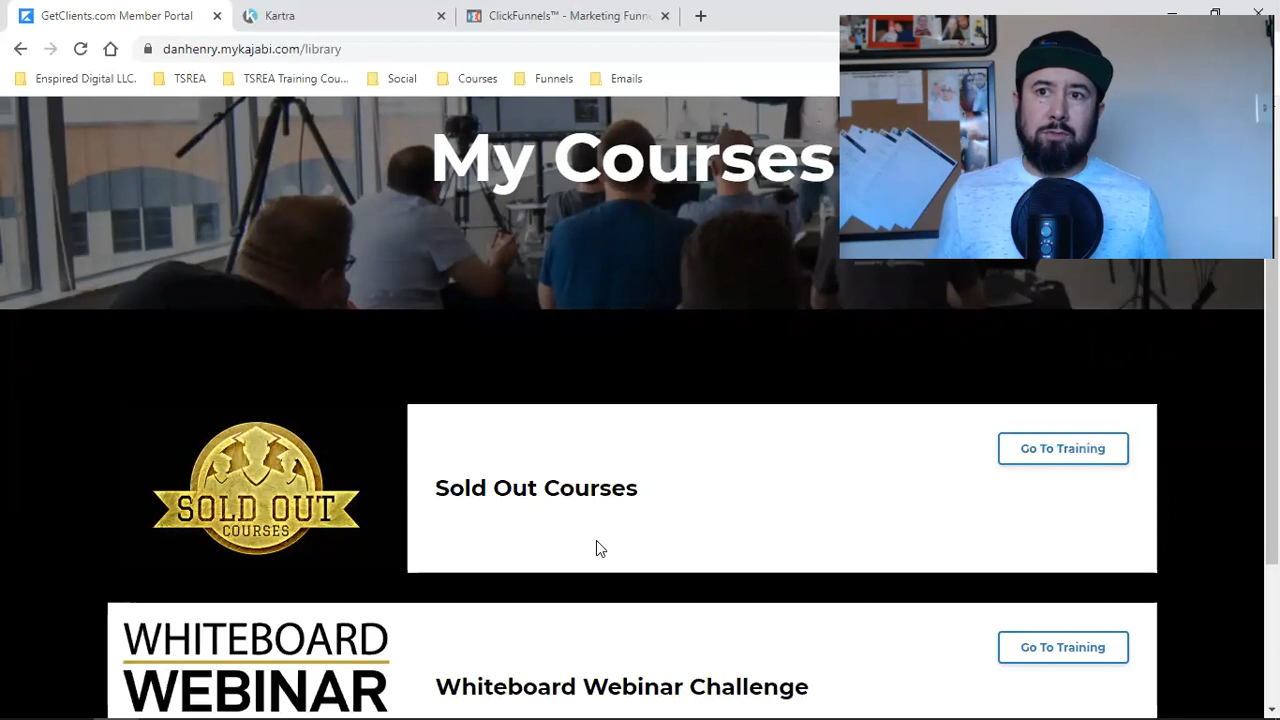 GetClients.com Member Portal
Kartra
ClickFunnels™ - Marketing Funn
danhenry.mykajabi.com/library
Enspired Digital LLC.
TSREA
TSREA Training Cou...
Social
Courses
Funnels
Emails
My Courses
SOLD OUT
COURSES
Sold Out Courses
Go To Training
WHITEBOARD
WEBINAR
Whiteboard Webinar Challenge
Go To Training